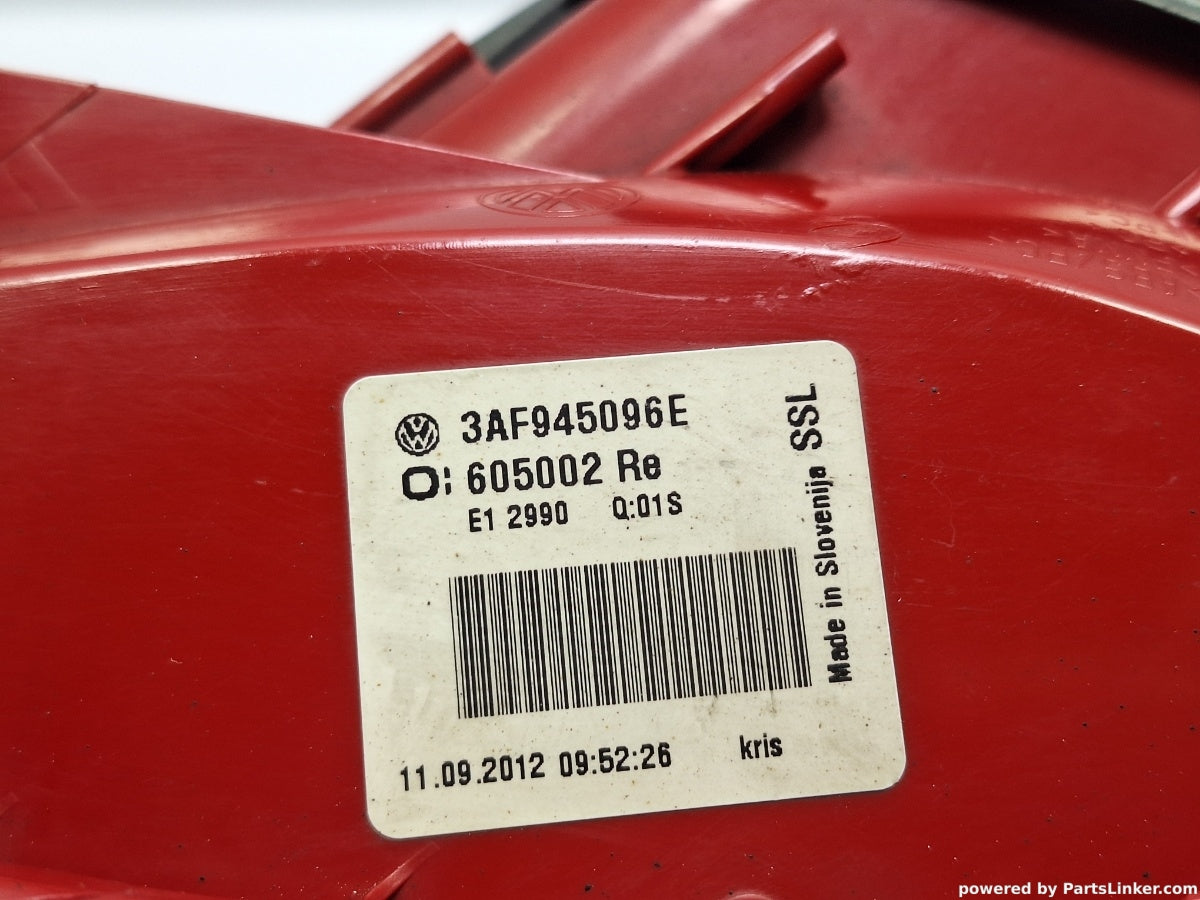 3AF945096E
O: 605002 Re
E1 2990 Q:01S
Made in Slovenija SSL
11.09.2012 09:52:26 kris
powered by PartsLinker.com